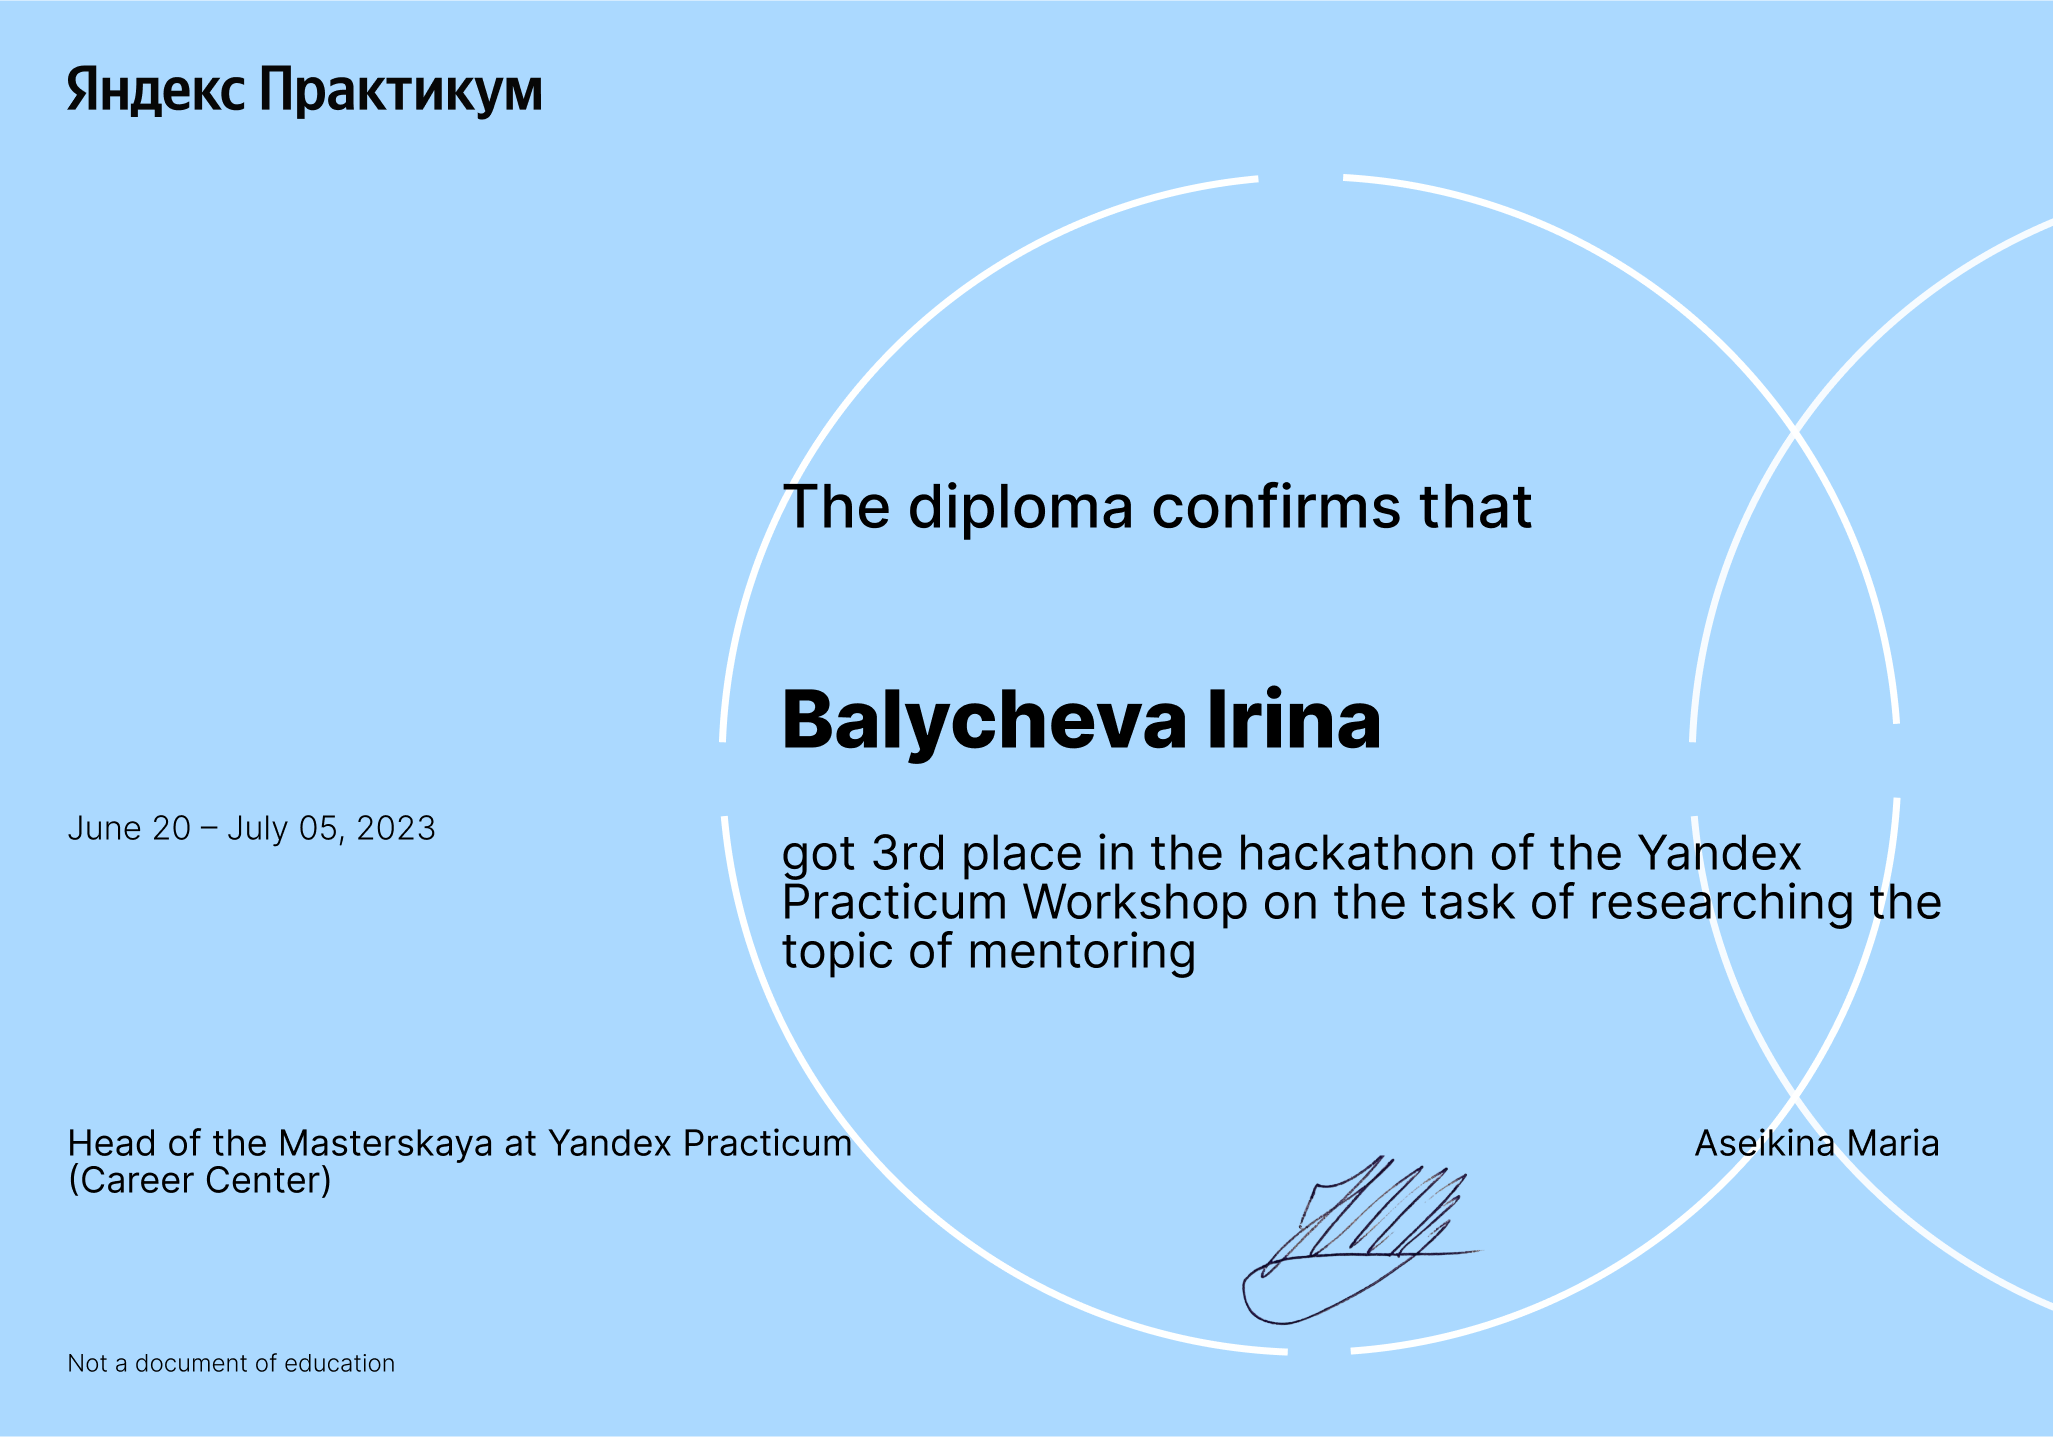 Яндекс Практикум
The diploma confirms that
Balycheva Irina
June 20 – July 05, 2023
got 3rd place in the hackathon of the Yandex
Practicum Workshop on the task of researching the
topic of mentoring
Head of the Masterskaya at Yandex Practicum
(Career Center)
Aseikina Maria
Not a document of education